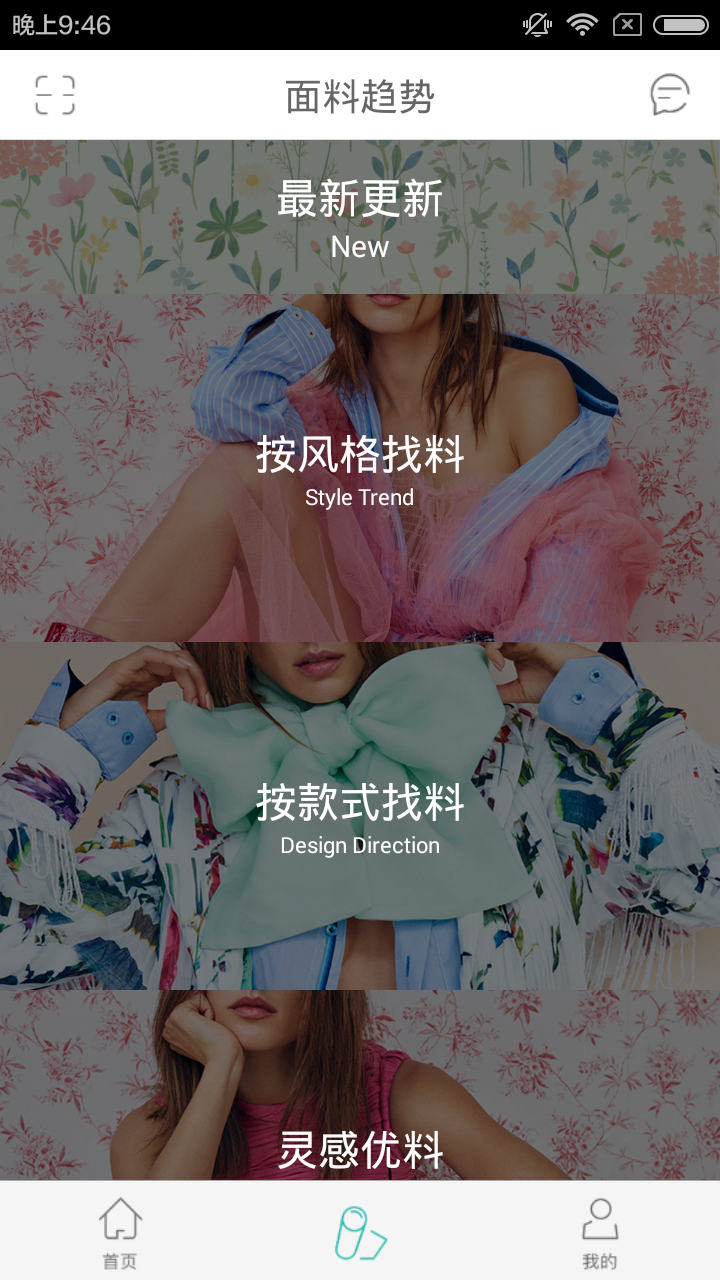 晚上9:46
面料趋势
最新更新
New
按风格找料
Style Trend
按款式找料
Design Direction
灵感优料
首页
我的